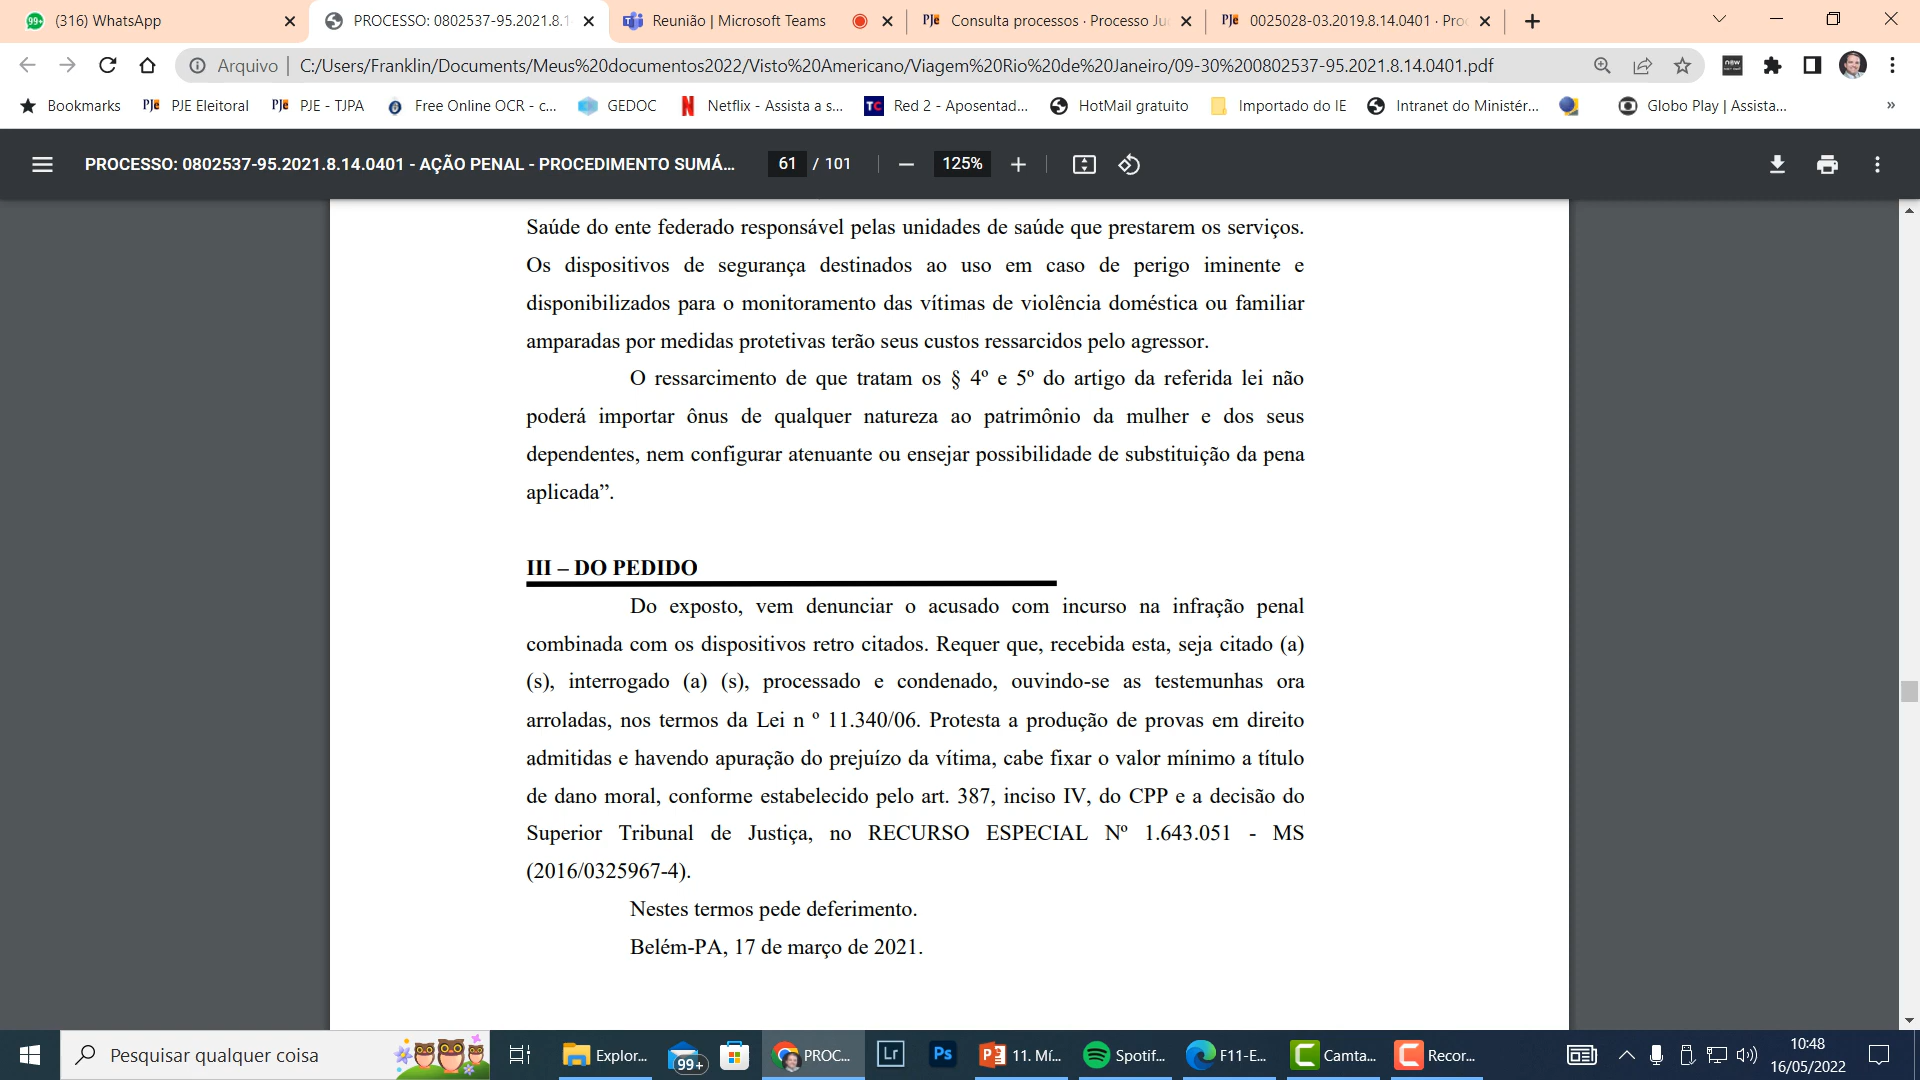 (316) WhatsApp
PROCESSO: 0802537-95.2021.8.1
Reunião | Microsoft Teams
Consulta processos · Processo Ju
0025028-03.2019.8.14.0401 · Pro
Arquivo | C:/Users/Franklin/Documents/Meus%20documentos2022/Visto%20Americano/Viagem%20Rio%20de%20Janeiro/09-30%200802537-95.2021.8.14.0401.pdf
Bookmarks PJe PJE Eleitoral PJe PJE - TJPA Free Online OCR - c... GEDOC Netflix - Assista a s... TC Red 2 - Aposentad... HotMail gratuito Importado do IE Intranet do Ministér... Globo Play | Assista... »
PROCESSO: 0802537-95.2021.8.14.0401 - AÇÃO PENAL - PROCEDIMENTO SUMÁ... 61 / 101 125%
Saúde do ente federado responsável pelas unidades de saúde que prestarem os serviços.
Os dispositivos de segurança destinados ao uso em caso de perigo iminente e
disponibilizados para o monitoramento das vítimas de violência doméstica ou familiar
amparadas por medidas protetivas terão seus custos ressarcidos pelo agressor.
O ressarcimento de que tratam os § 4º e 5º do artigo da referida lei não
poderá importar ônus de qualquer natureza ao patrimônio da mulher e dos seus
dependentes, nem configurar atenuante ou ensejar possibilidade de substituição da pena
aplicada”.
III – DO PEDIDO
Do exposto, vem denunciar o acusado com incurso na infração penal
combinada com os dispositivos retro citados. Requer que, recebida esta, seja citado (a)
(s), interrogado (a) (s), processado e condenado, ouvindo-se as testemunhas ora
arroladas, nos termos da Lei n º 11.340/06. Protesta a produção de provas em direito
admitidas e havendo apuração do prejuízo da vítima, cabe fixar o valor mínimo a título
de dano moral, conforme estabelecido pelo art. 387, inciso IV, do CPP e a decisão do
Superior Tribunal de Justiça, no RECURSO ESPECIAL Nº 1.643.051 - MS
(2016/0325967-4).
Nestes termos pede deferimento.
Belém-PA, 17 de março de 2021.
Pesquisar qualquer coisa
Explor... 99+ PROC... Lr Ps 11. Mí... Spotif... F11-E... Camta... Recor...
10:48
16/05/2022